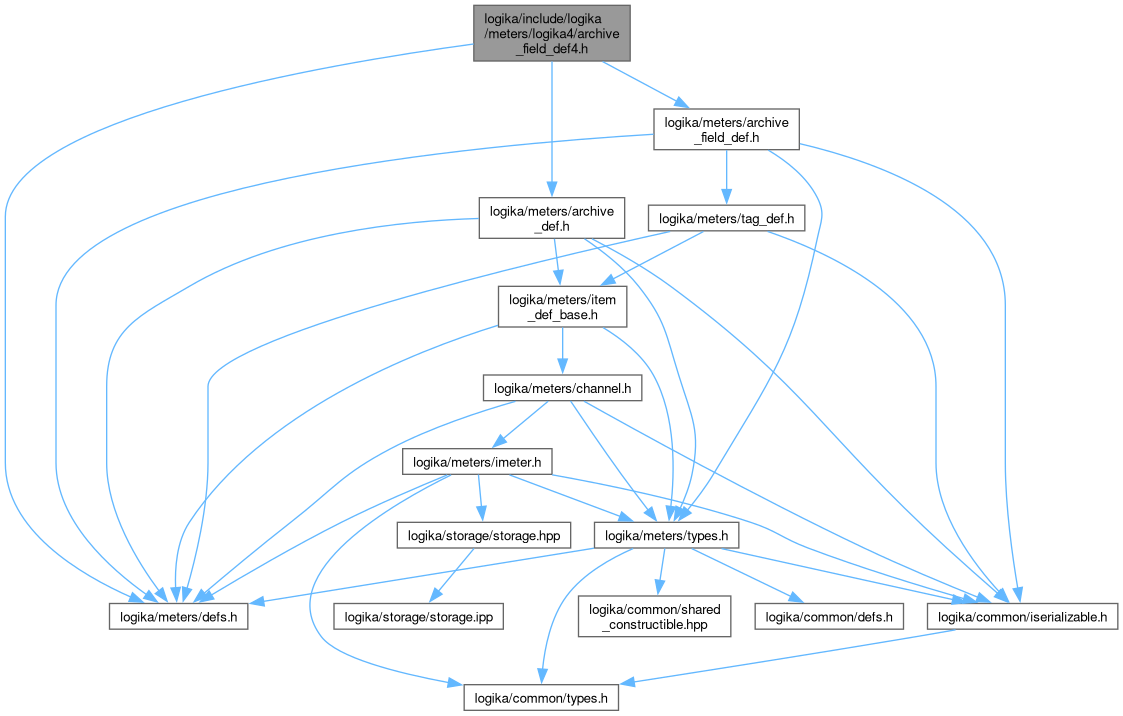 logika/include/logika
/meters/logika4/archive
_field_def4.h
logika/meters/archive
_field_def.h
logika/meters/archive
_def.h
logika/meters/tag_def.h
logika/meters/item
_def_base.h
logika/meters/channel.h
logika/meters/imeter.h
logika/storage/storage.hpp
logika/meters/types.h
logika/meters/defs.h
logika/storage/storage.ipp
logika/common/shared
_constructible.hpp
logika/common/defs.h
logika/common/iserializable.h
logika/common/types.h